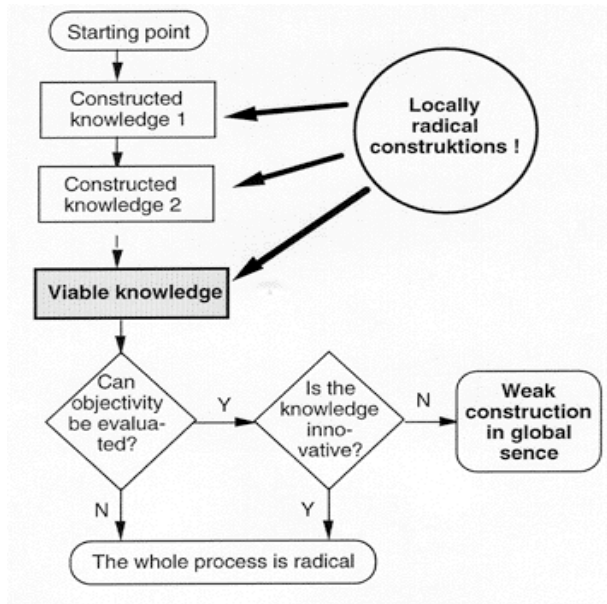 Starting point
Constructed
knowledge 1
Locally
radical
construktions !
Constructed
knowledge 2
Viable knowledge
Can
objectivity
be evalua-
ted?
Y
Is the
knowledge
inno-
vative?
N
Weak
construction
in global
sence
N
Y
The whole process is radical